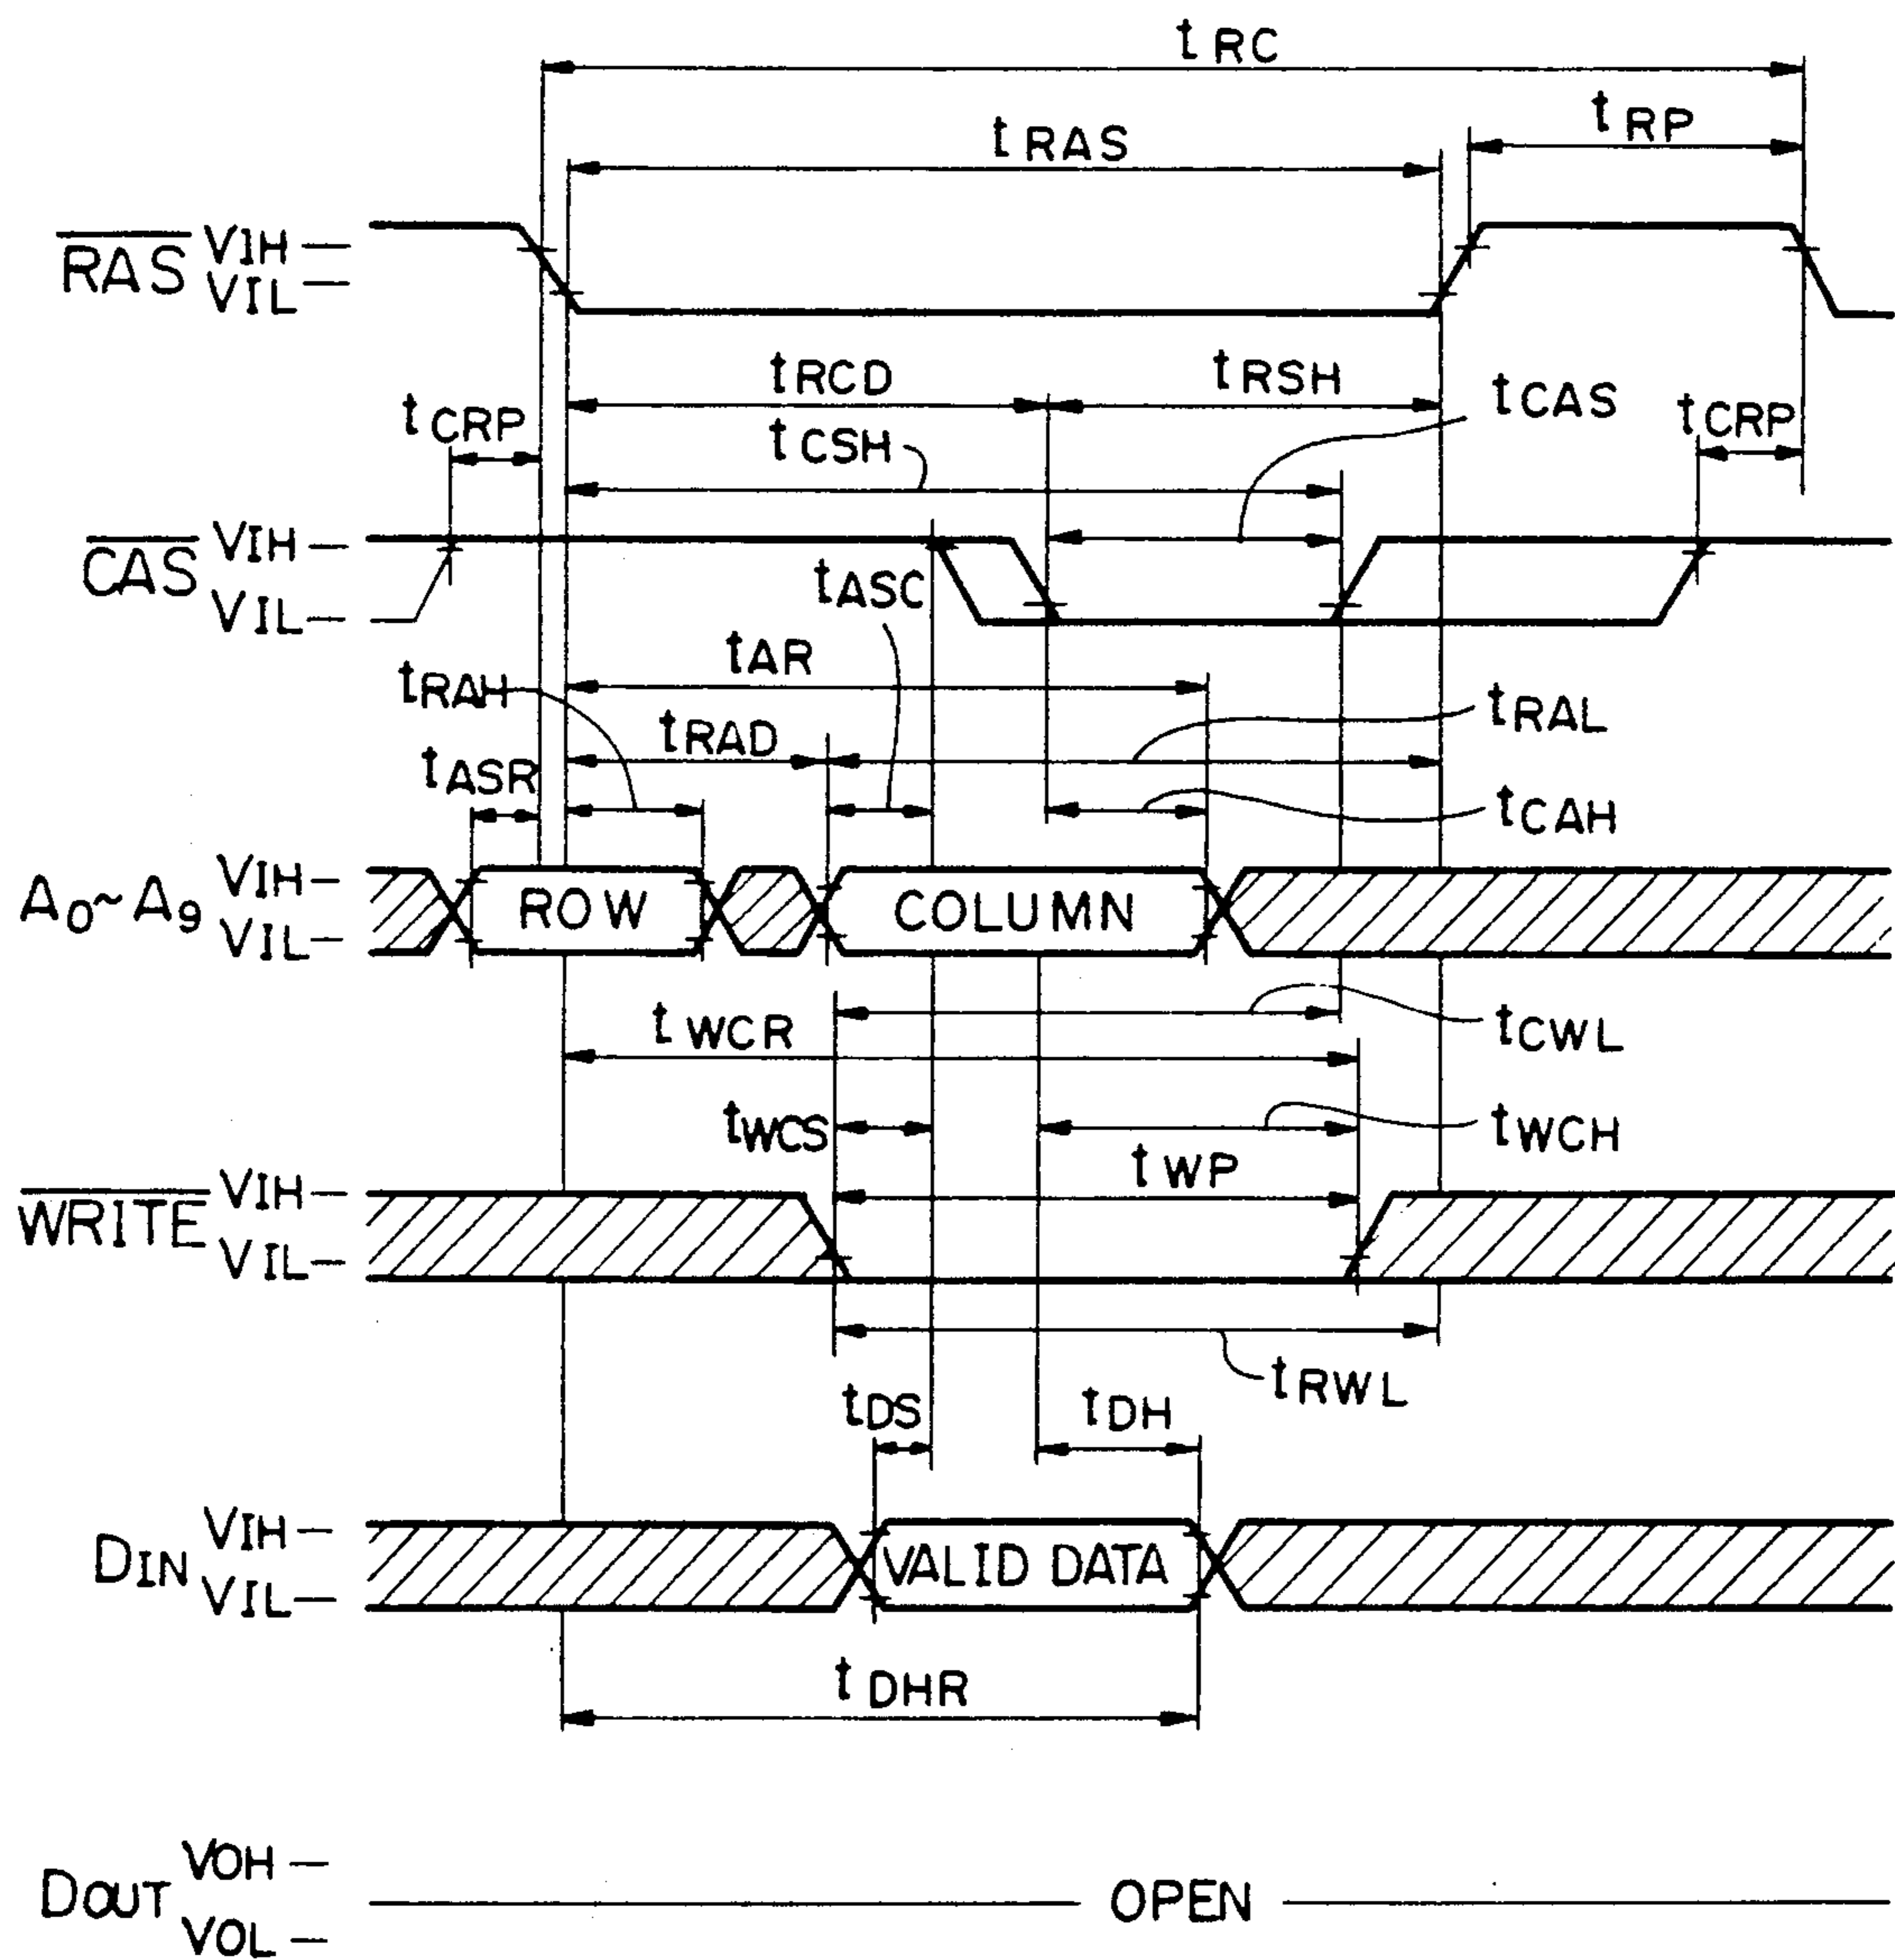 tRC
tRP
tRAS
RAS VIH
VIL
tRCD
tRSH
tCAS
tCRP
tCRP
tCSH
CAS VIH
VIL
tASC
tAR
tRAH
tRAL
tRAD
tASR
tCAH
A0~A9 VIH
VIL
ROW
COLUMN
tCWL
tWCR
tWCS
tWCH
tWP
WRITE VIH
VIL
tRWL
tDS
tDH
DIN VIH
VIL
VALID DATA
tDHR
DOUT VOH
VOL
OPEN